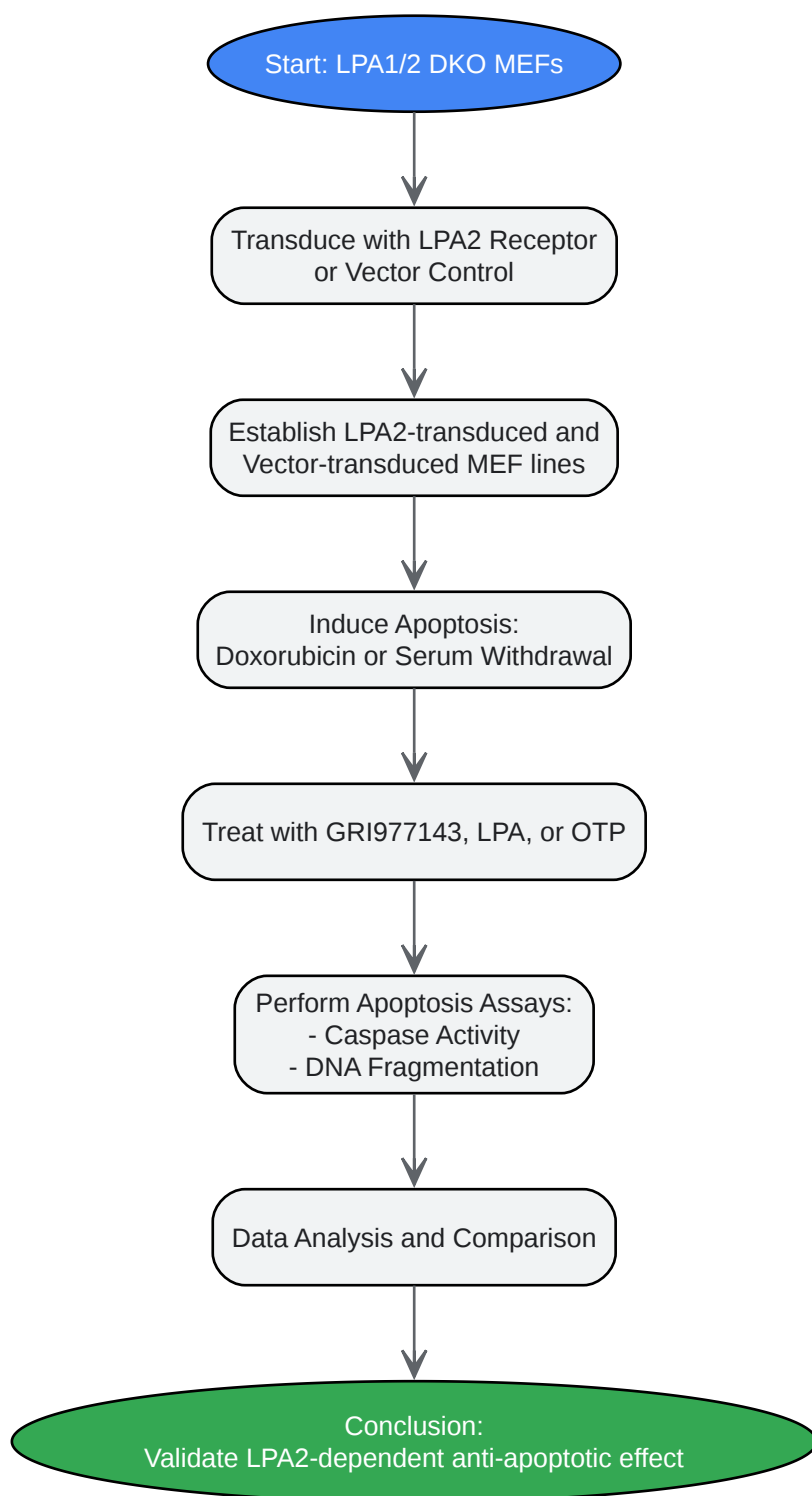 Start: LPA1/2 DKO MEFs
Transduce with LPA2 Receptor
or Vector Control
Establish LPA2-transduced and
Vector-transduced MEF lines
Induce Apoptosis:
Doxorubicin or Serum Withdrawal
Treat with GRI977143, LPA, or OTP
Perform Apoptosis Assays:
- Caspase Activity
- DNA Fragmentation
Data Analysis and Comparison
Conclusion:
Validate LPA2-dependent anti-apoptotic effect